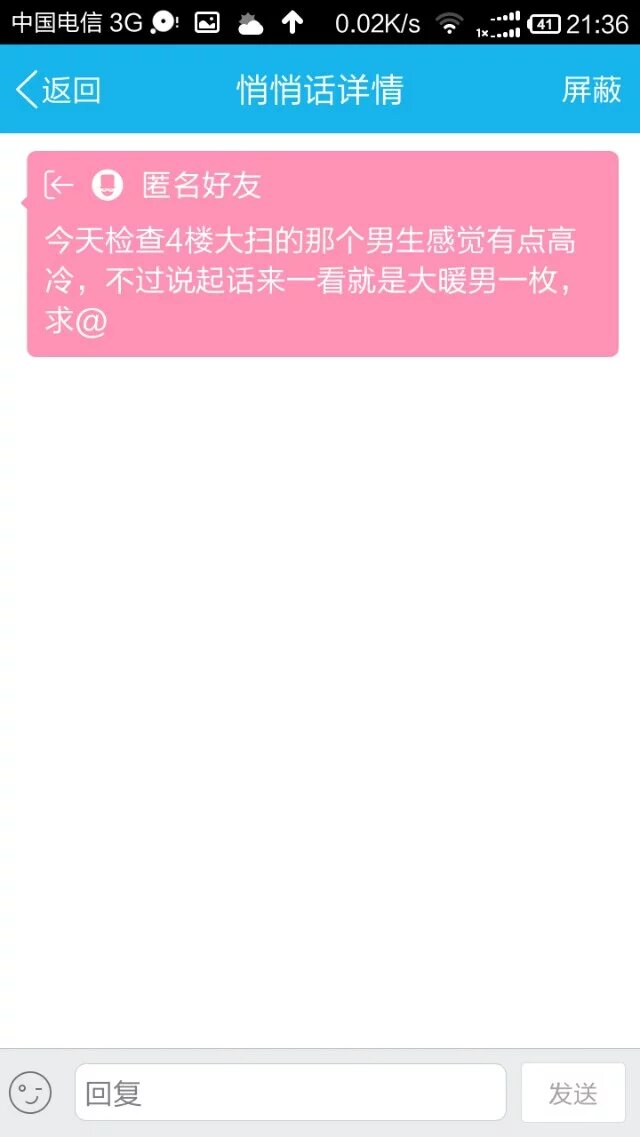 中国电信 3G 0.02K/s 1x 41 21:36
返回 悄悄话详情 屏蔽
匿名好友
今天检查4楼大扫的那个男生感觉有点高
冷，不过说起话来一看就是大暖男一枚，
求@
回复 发送